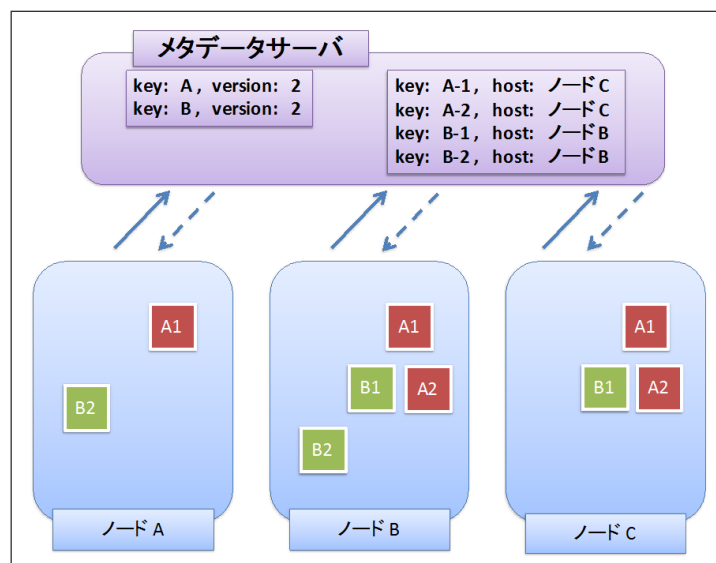 メタデータサーバ
key: A , version: 2
key: B , version: 2
key: A-1 , host: ノードC
key: A-2 , host: ノードC
key: B-1 , host: ノードB
key: B-2 , host: ノードB
A1
B2
A1
B1
A2
B2
A1
B1
A2
ノード A
ノード B
ノード C